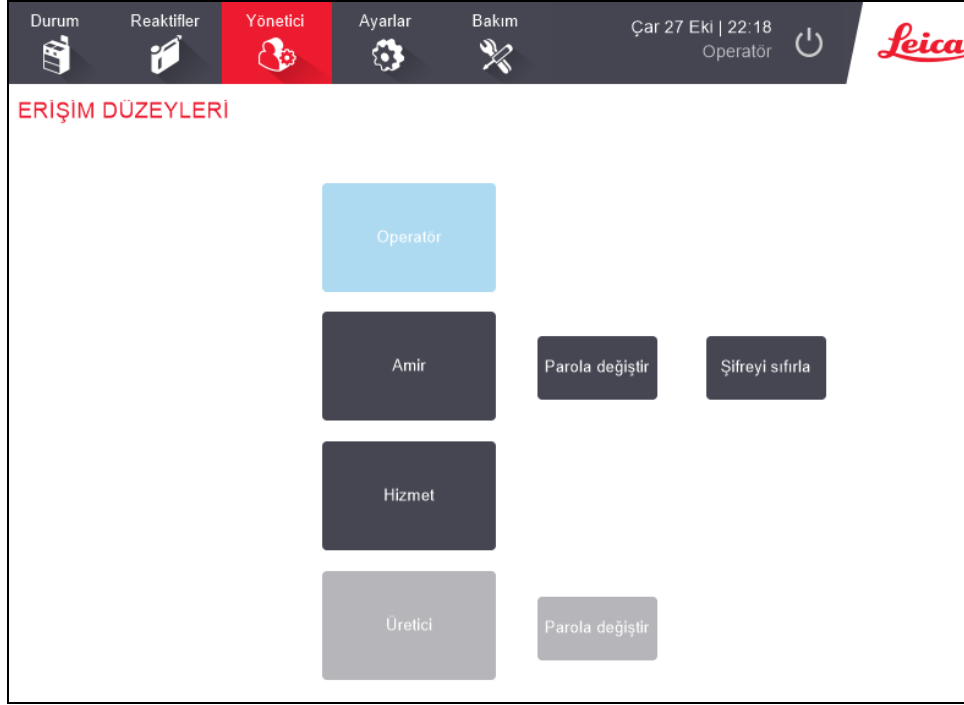 Durum
Reaktifler
Yönetici
Ayarlar
Bakım
Çar 27 Eki | 22:18
Operatör
Leica
ERİŞİM DÜZEYLERİ
Operatör
Amir
Parola değiştir
Şifreyi sıfırla
Hizmet
Üretici
Parola değiştir